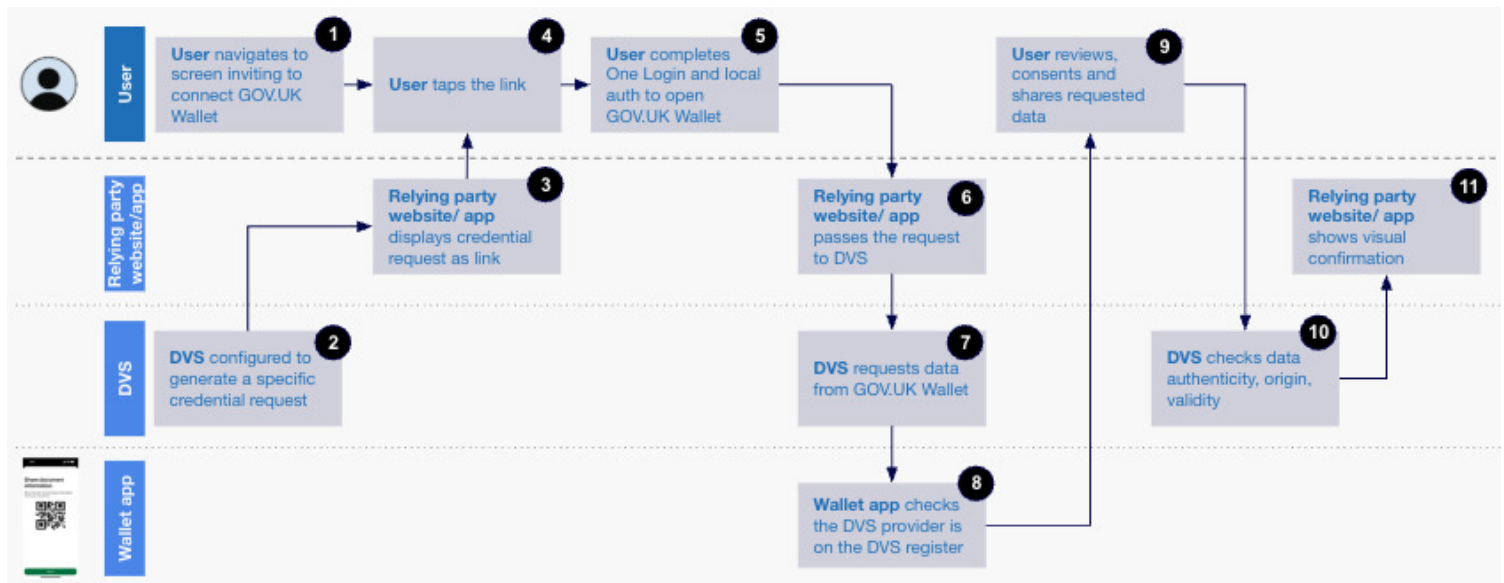 User
1
User navigates to
screen inviting to
connect GOV.UK
Wallet
4
User taps the link
5
User completes
One Login and local
auth to open
GOV.UK Wallet
9
User reviews,
consents and
shares requested
data
Relying party
website/app
3
Relying party
website/ app
displays credential
request as link
6
Relying party
website/ app
passes the request
to DVS
11
Relying party
website/ app
shows visual
confirmation
DVS
2
DVS configured to
generate a specific
credential request
7
DVS requests data
from GOV.UK Wallet
10
DVS checks data
authenticity, origin,
validity
Share document
information
Wallet app
8
Wallet app checks
the DVS provider is
on the DVS register